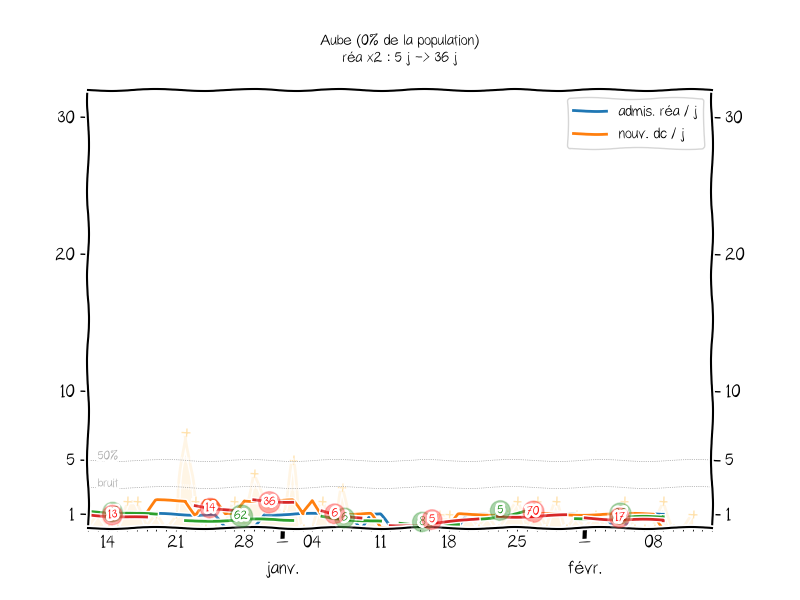 Aube (0% de la population)
réa x2 : 5 j -> 36 j
admis. réa / j
nouv. dc / j
30 30
20 20
10 10
50%
5 5
bruit
1 1
13 14 62 36 6 5 5 70 17
14 21 28 04 11 18 25 08
janv. févr.